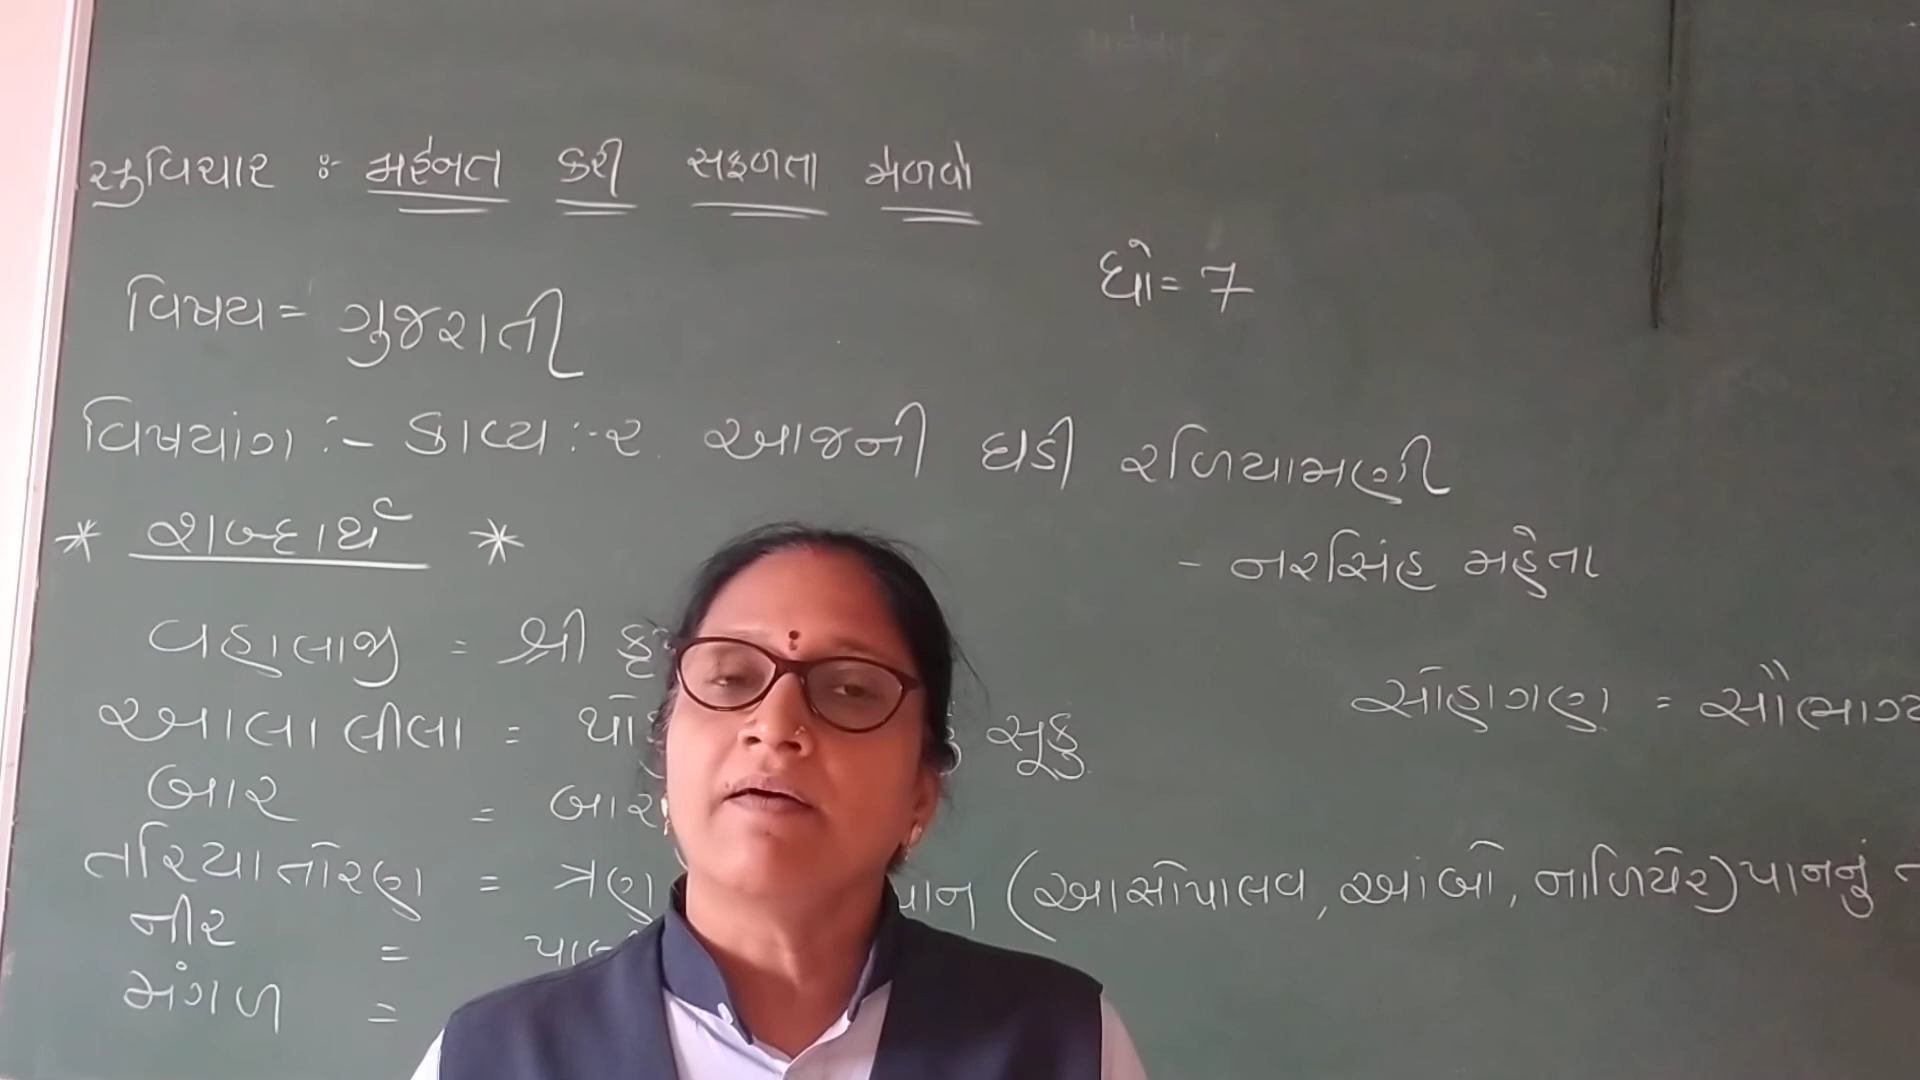 સુવિચાર :- મહેનત કરી સફળતા મેળવો
ધો= 7
વિષય= ગુજરાતી
વિષયાંગ :- કાવ્ય :-૨. આજની ઘડી રળિયામણી
* શબ્દાર્થ *
- નરસિંહ મહેતા
વહાલાજી = શ્રી
સોહાગણ =
આલા લીલા = સૂકુ
બાર =
તરિયા તોરણ = ત્રણ પાન (આસોપાલવ, આંબો, નાળિયેર) પાનનું
નીર =
મંગળ =